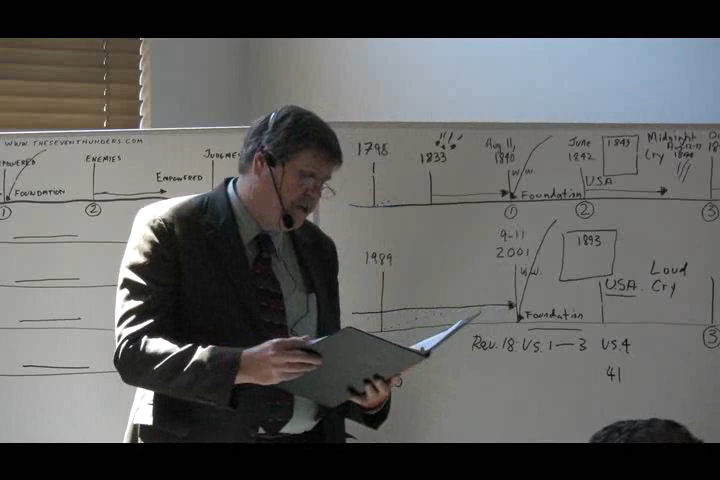 WWW. THESEVENTHUNDERS.COM
ENEMIES
EMPOWERED
FOUNDATION
1
2
1798
1833
Aug 11,
1840
W.W.
June
1842
1843
Midnight
Cry
1844
USA
Foundation
1
2
3
1989
9-11
2001
W.W.
1893
USA.
Loud
Cry
Foundation
3
Rev. 18: VS. 1—3 VS. 4
41